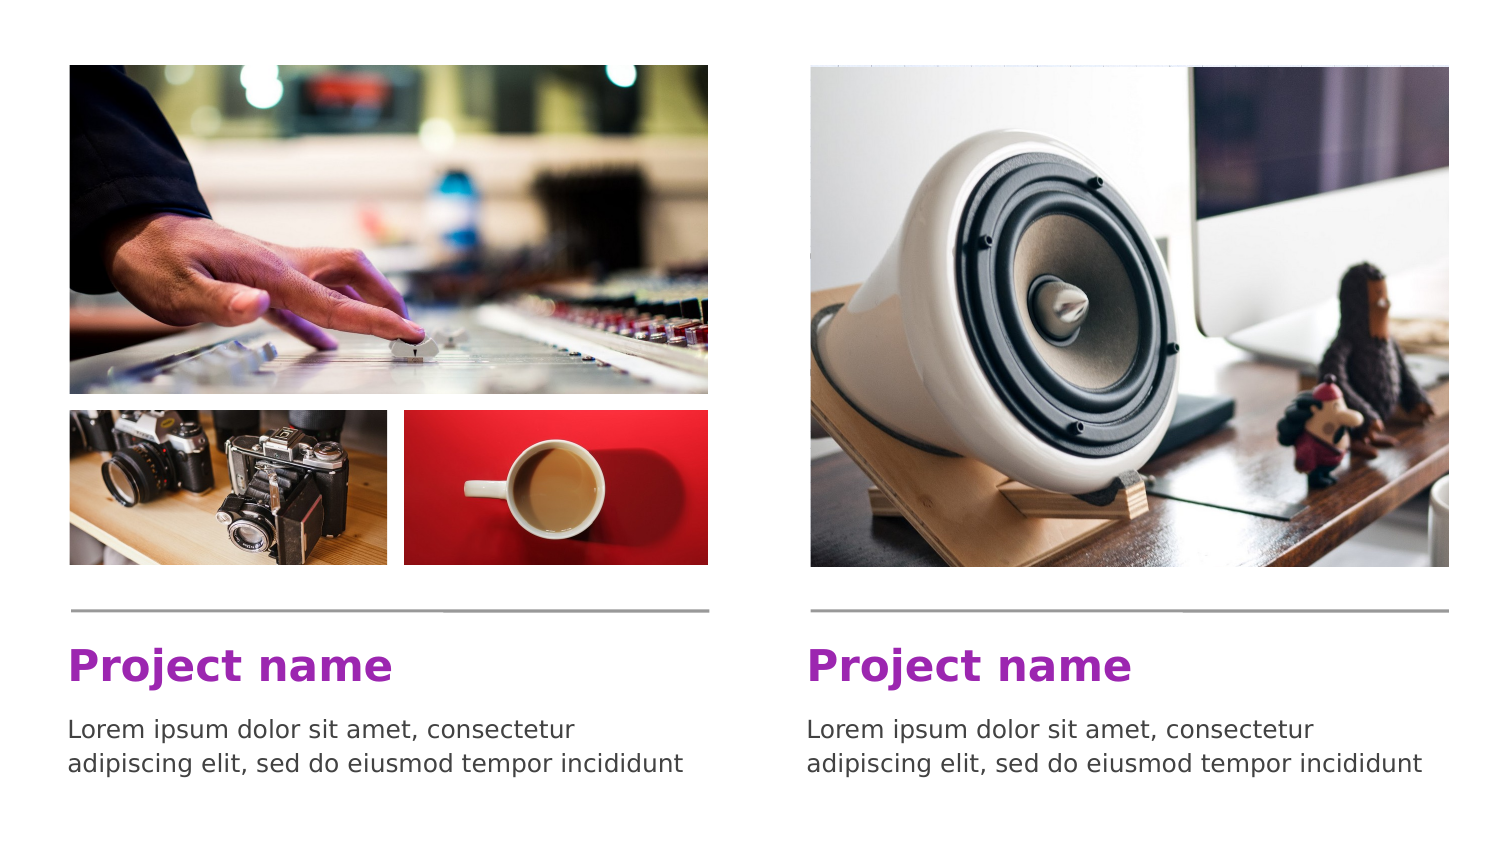 Project name
Lorem ipsum dolor sit amet, consectetur
adipiscing elit, sed do eiusmod tempor incididunt
Project name
Lorem ipsum dolor sit amet, consectetur
adipiscing elit, sed do eiusmod tempor incididunt